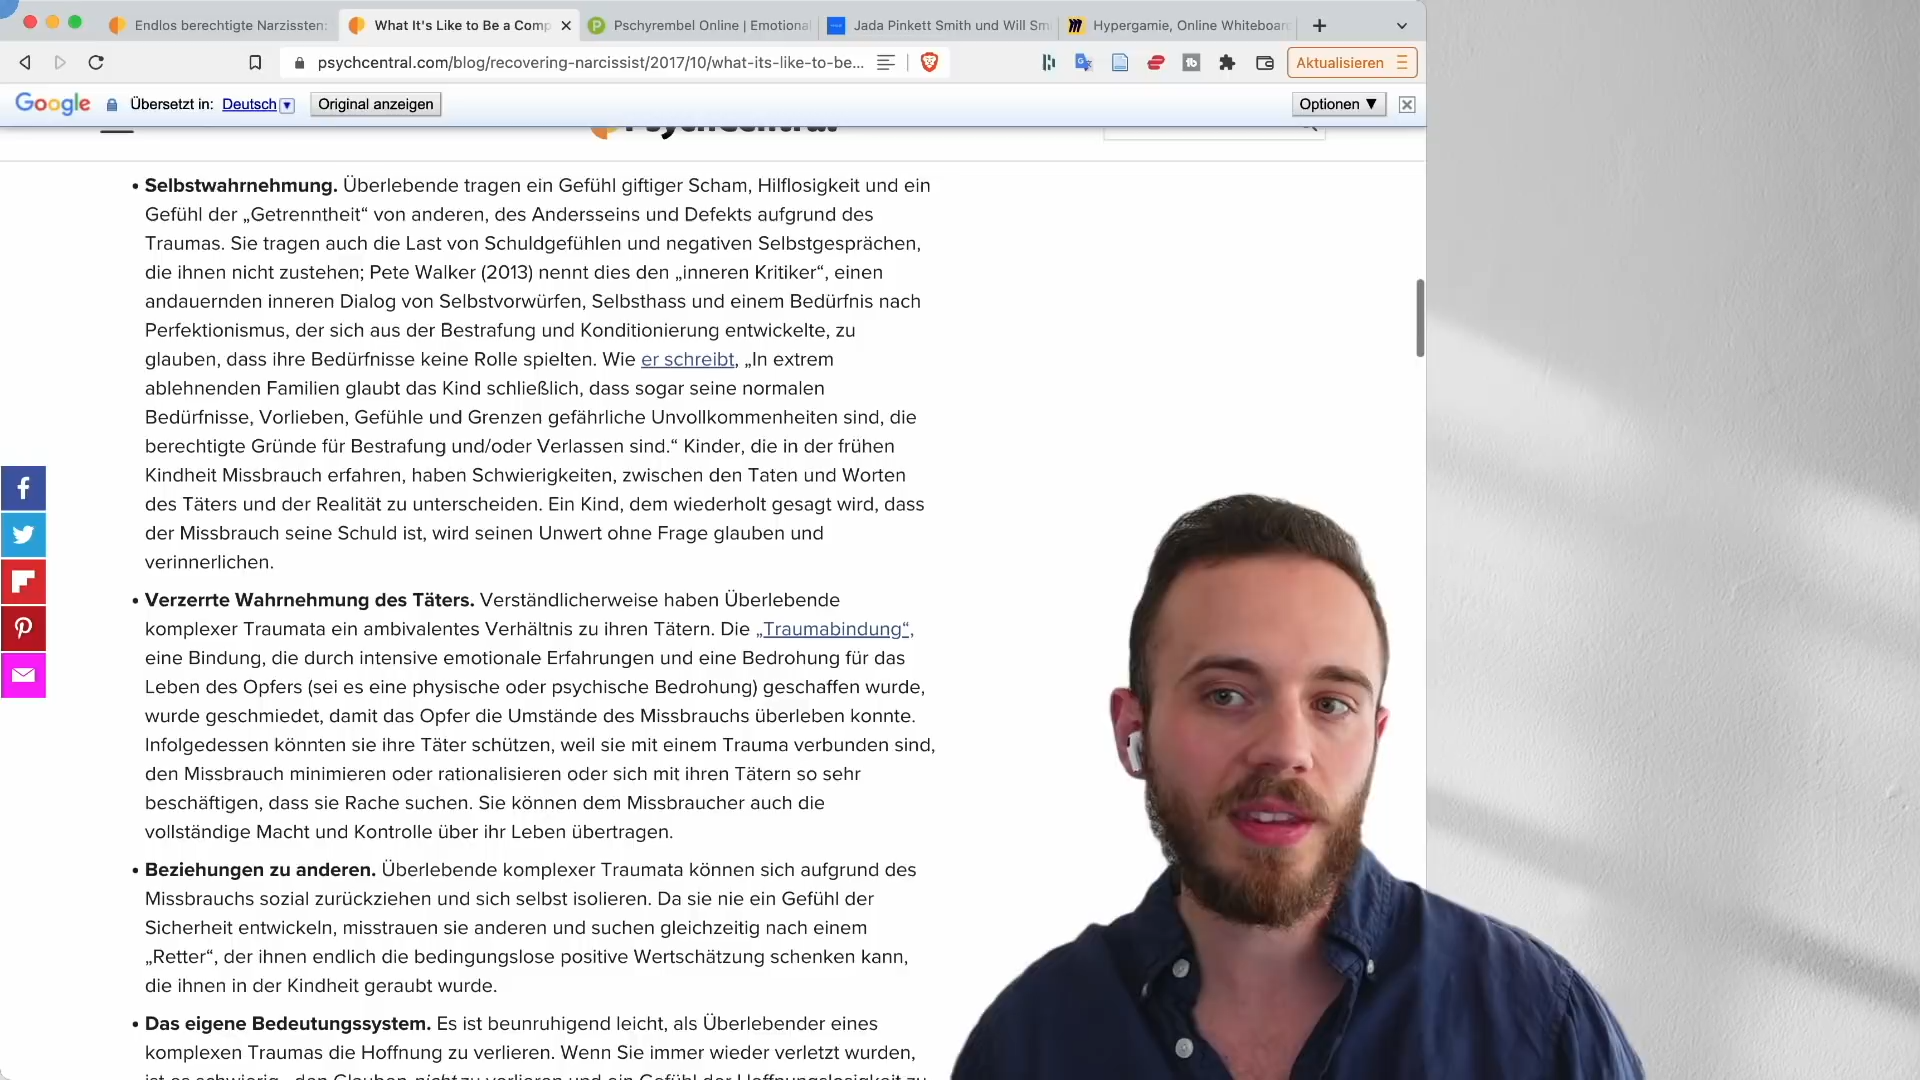 Endlos berechtigte Narzissten:
What It's Like to Be a Comp
Pschyrembel Online | Emotional
Jada Pinkett Smith und Will Sm
Hypergamie, Online Whiteboard
psychcentral.com/blog/recovering-narcissist/2017/10/what-its-like-to-be...
Aktualisieren
Google Übersetzt in: Deutsch Original anzeigen
Optionen ▼
• Selbstwahrnehmung. Überlebende tragen ein Gefühl giftiger Scham, Hilflosigkeit und ein
Gefühl der „Getrenntheit“ von anderen, des Andersseins und Defekts aufgrund des
Traumas. Sie tragen auch die Last von Schuldgefühlen und negativen Selbstgesprächen,
die ihnen nicht zustehen; Pete Walker (2013) nennt dies den „inneren Kritiker“, einen
andauernden inneren Dialog von Selbstvorwürfen, Selbsthass und einem Bedürfnis nach
Perfektionismus, der sich aus der Bestrafung und Konditionierung entwickelte, zu
glauben, dass ihre Bedürfnisse keine Rolle spielten. Wie er schreibt, „In extrem
ablehnenden Familien glaubt das Kind schließlich, dass sogar seine normalen
Bedürfnisse, Vorlieben, Gefühle und Grenzen gefährliche Unvollkommenheiten sind, die
berechtigte Gründe für Bestrafung und/oder Verlassen sind.“ Kinder, die in der frühen
Kindheit Missbrauch erfahren, haben Schwierigkeiten, zwischen den Taten und Worten
des Täters und der Realität zu unterscheiden. Ein Kind, dem wiederholt gesagt wird, dass
der Missbrauch seine Schuld ist, wird seinen Unwert ohne Frage glauben und
verinnerlichen.
• Verzerrte Wahrnehmung des Täters. Verständlicherweise haben Überlebende
komplexer Traumata ein ambivalentes Verhältnis zu ihren Tätern. Die „Traumabindung“,
eine Bindung, die durch intensive emotionale Erfahrungen und eine Bedrohung für das
Leben des Opfers (sei es eine physische oder psychische Bedrohung) geschaffen wurde,
wurde geschmiedet, damit das Opfer die Umstände des Missbrauchs überleben konnte.
Infolgedessen könnten sie ihre Täter schützen, weil sie mit einem Trauma verbunden sind,
den Missbrauch minimieren oder rationalisieren oder sich mit ihren Tätern so sehr
beschäftigen, dass sie Rache suchen. Sie können dem Missbraucher auch die
vollständige Macht und Kontrolle über ihr Leben übertragen.
• Beziehungen zu anderen. Überlebende komplexer Traumata können sich aufgrund des
Missbrauchs sozial zurückziehen und sich selbst isolieren. Da sie nie ein Gefühl der
Sicherheit entwickeln, misstrauen sie anderen und suchen gleichzeitig nach einem
„Retter“, der ihnen endlich die bedingungslose positive Wertschätzung schenken kann,
die ihnen in der Kindheit geraubt wurde.
• Das eigene Bedeutungssystem. Es ist beunruhigend leicht, als Überlebender eines
komplexen Traumas die Hoffnung zu verlieren. Wenn Sie immer wieder verletzt wurden,
ist es schwierig, den Glauben nicht zu verlieren und ein Gefühl der Hoffnungslosigkeit zu